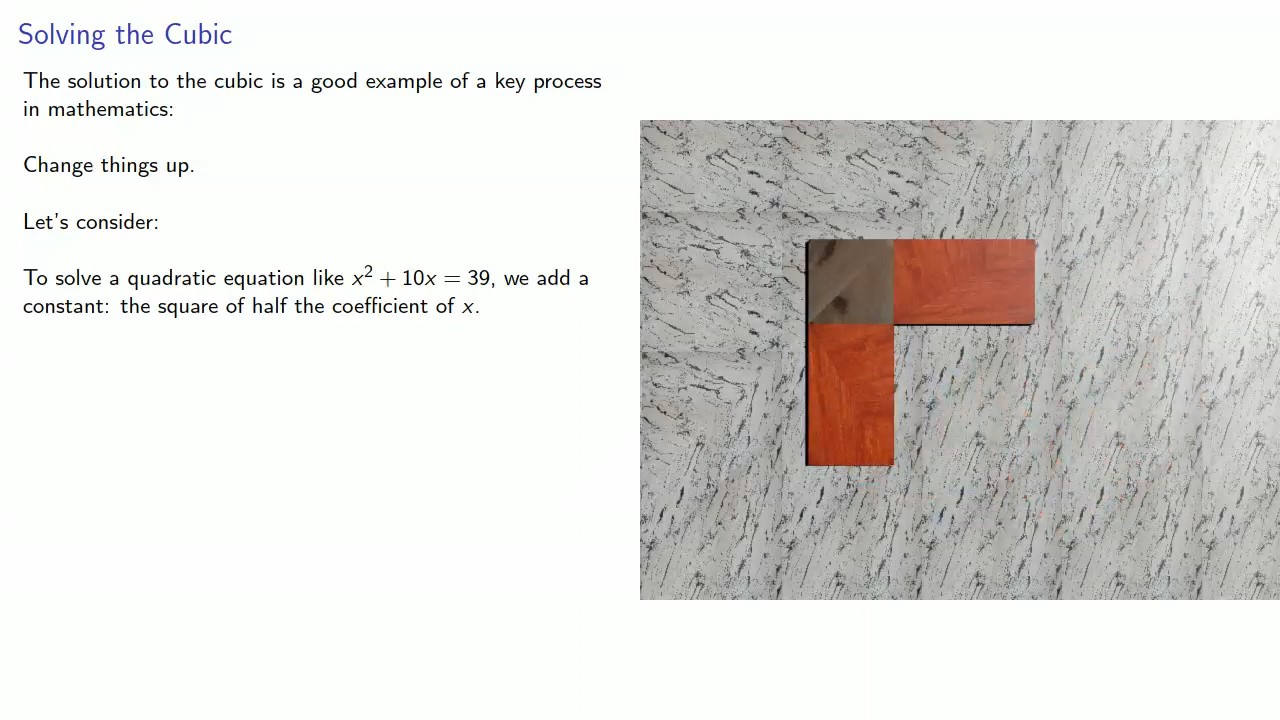 Solving the Cubic
The solution to the cubic is a good example of a key process
in mathematics:
Change things up.
Let's consider:
To solve a quadratic equation like x² + 10x = 39, we add a
constant: the square of half the coefficient of x.